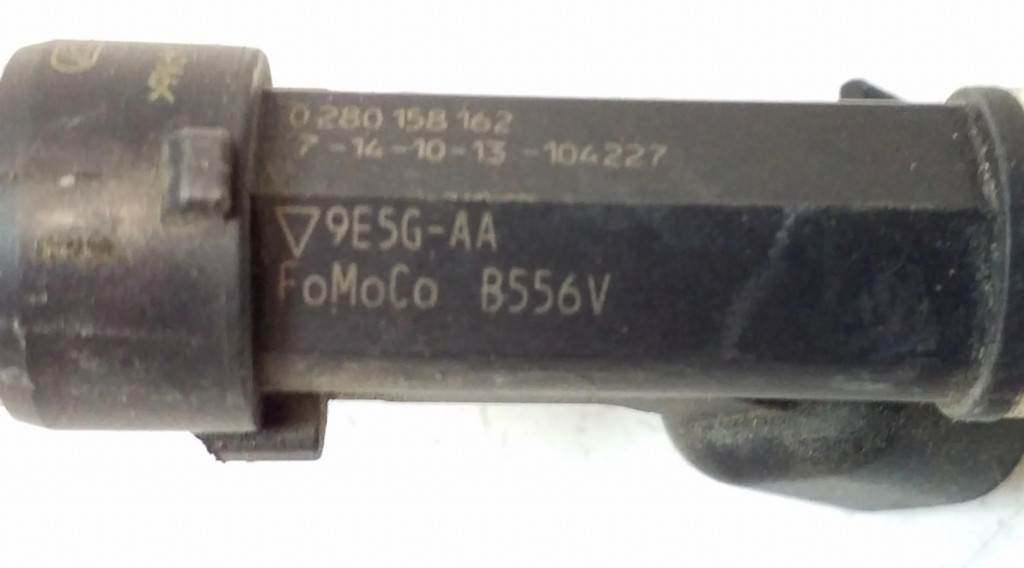 0 280 158 162
7-14-10-13-104227
▽9E5G-AA
FoMoCo B556V